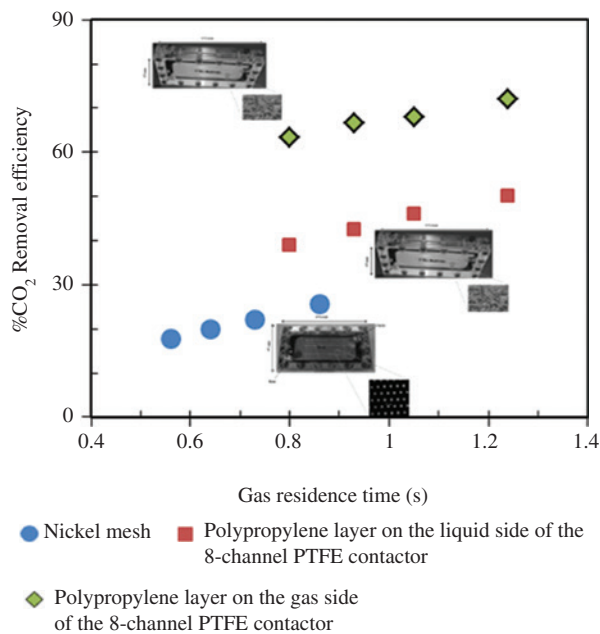 90
60
30
0
0.4
0.6
0.8
1
1.2
1.4
%CO₂ Removal efficiency
Gas residence time (s)
Nickel mesh
Polypropylene layer on the liquid side of the
8-channel PTFE contactor
Polypropylene layer on the gas side
of the 8-channel PTFE contactor